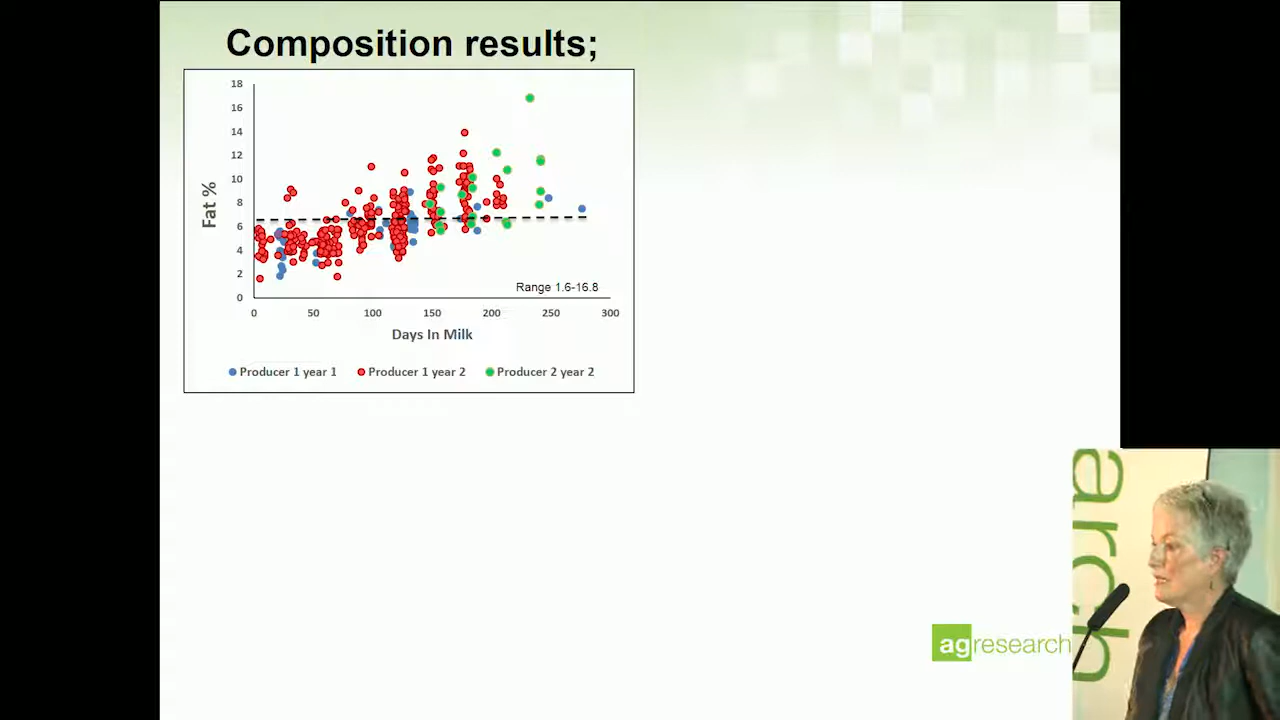 Composition results;
18
16
14
12
10
8
6
4
2
0
Fat %
Range 1.6-16.8
0 50 100 150 200 250 300
Days In Milk
Producer 1 year 1 Producer 1 year 2 Producer 2 year 2
agresearch
arch